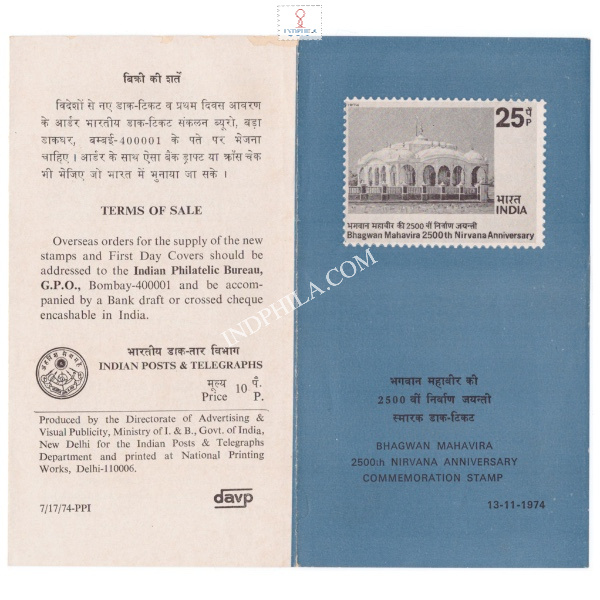 INDPHILA
बिक्री की शर्ते
विदेशों से नए डाक-टिकट व प्रथम दिवस आवरण
के आर्डर भारतीय डाक-टिकट संकलन ब्यूरो, बड़ा
डाकघर, बम्बई-400001 के पते पर भेजना
चाहिए। आर्डर के साथ ऐसा बैंक ड्राफ्ट या क्रॉस चेक
भी भेजिए जो भारत में भुनाया जा सके।
TERMS OF SALE
Overseas orders for the supply of the new
stamps and First Day Covers should be
addressed to the Indian Philatelic Bureau,
G.P.O., Bombay-400001 and be accom-
panied by a Bank draft or crossed cheque
encashable in India.
भारतीय डाक-तार विभाग
INDIAN POSTS & TELEGRAPHS
मूल्य 10 पै.
Price P.
Produced by the Directorate of Advertising &
Visual Publicity, Ministry of I. & B., Govt. of India,
New Delhi for the Indian Posts & Telegraphs
Department and printed at National Printing
Works, Delhi-110006.
7/17/74-PPI
davp
25 पै
P
भारत
INDIA
भगवान महावीर की 2500 वीं निर्वाण जयन्ती
Bhagwan Mahavira 2500th Nirvana Anniversary
भगवान महावीर की
2500 वीं निर्वाण जयन्ती
स्मारक डाक-टिकट
BHAGWAN MAHAVIRA
2500th NIRVANA ANNIVERSARY
COMMEMORATION STAMP
13-11-1974
INDPHILA.COM